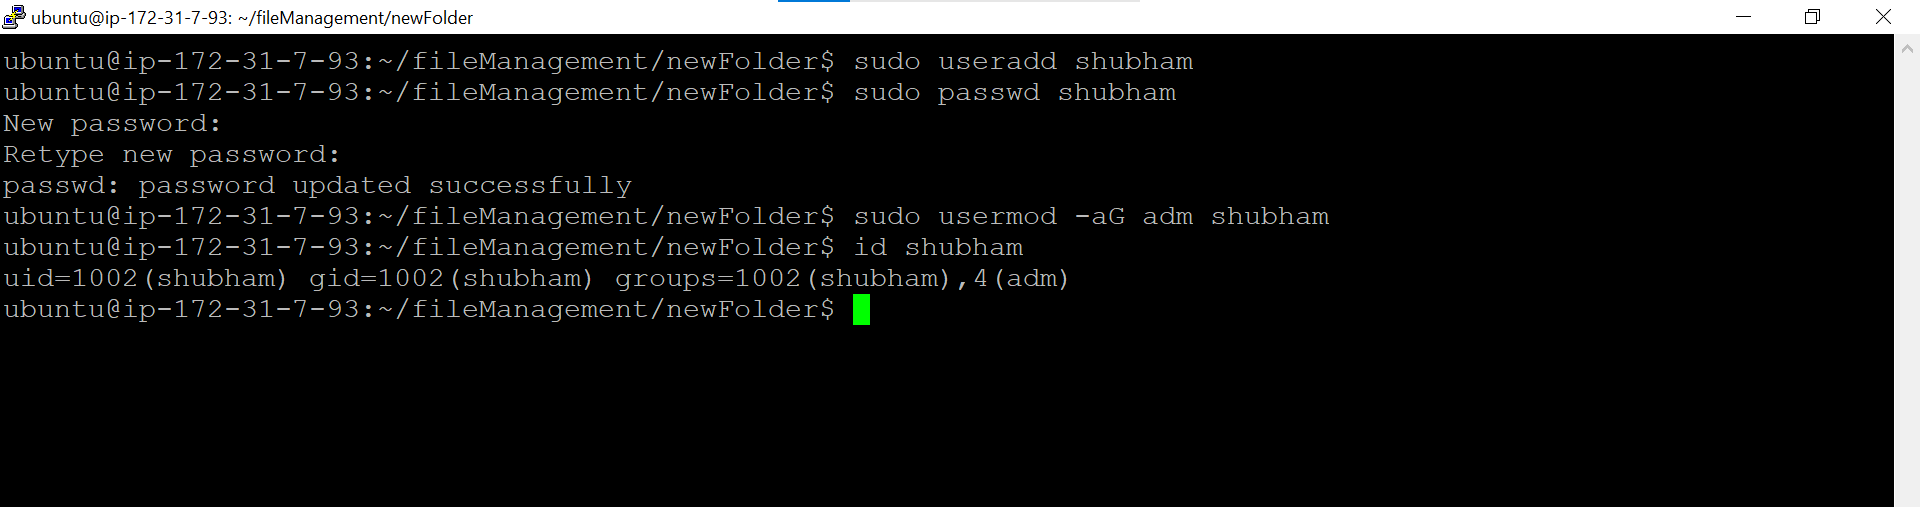 ubuntu@ip-172-31-7-93: ~/fileManagement/newFolder
ubuntu@ip-172-31-7-93:~/fileManagement/newFolder$ sudo useradd shubham
ubuntu@ip-172-31-7-93:~/fileManagement/newFolder$ sudo passwd shubham
New password:
Retype new password:
passwd: password updated successfully
ubuntu@ip-172-31-7-93:~/fileManagement/newFolder$ sudo usermod -aG adm shubham
ubuntu@ip-172-31-7-93:~/fileManagement/newFolder$ id shubham
uid=1002(shubham) gid=1002(shubham) groups=1002(shubham),4(adm)
ubuntu@ip-172-31-7-93:~/fileManagement/newFolder$